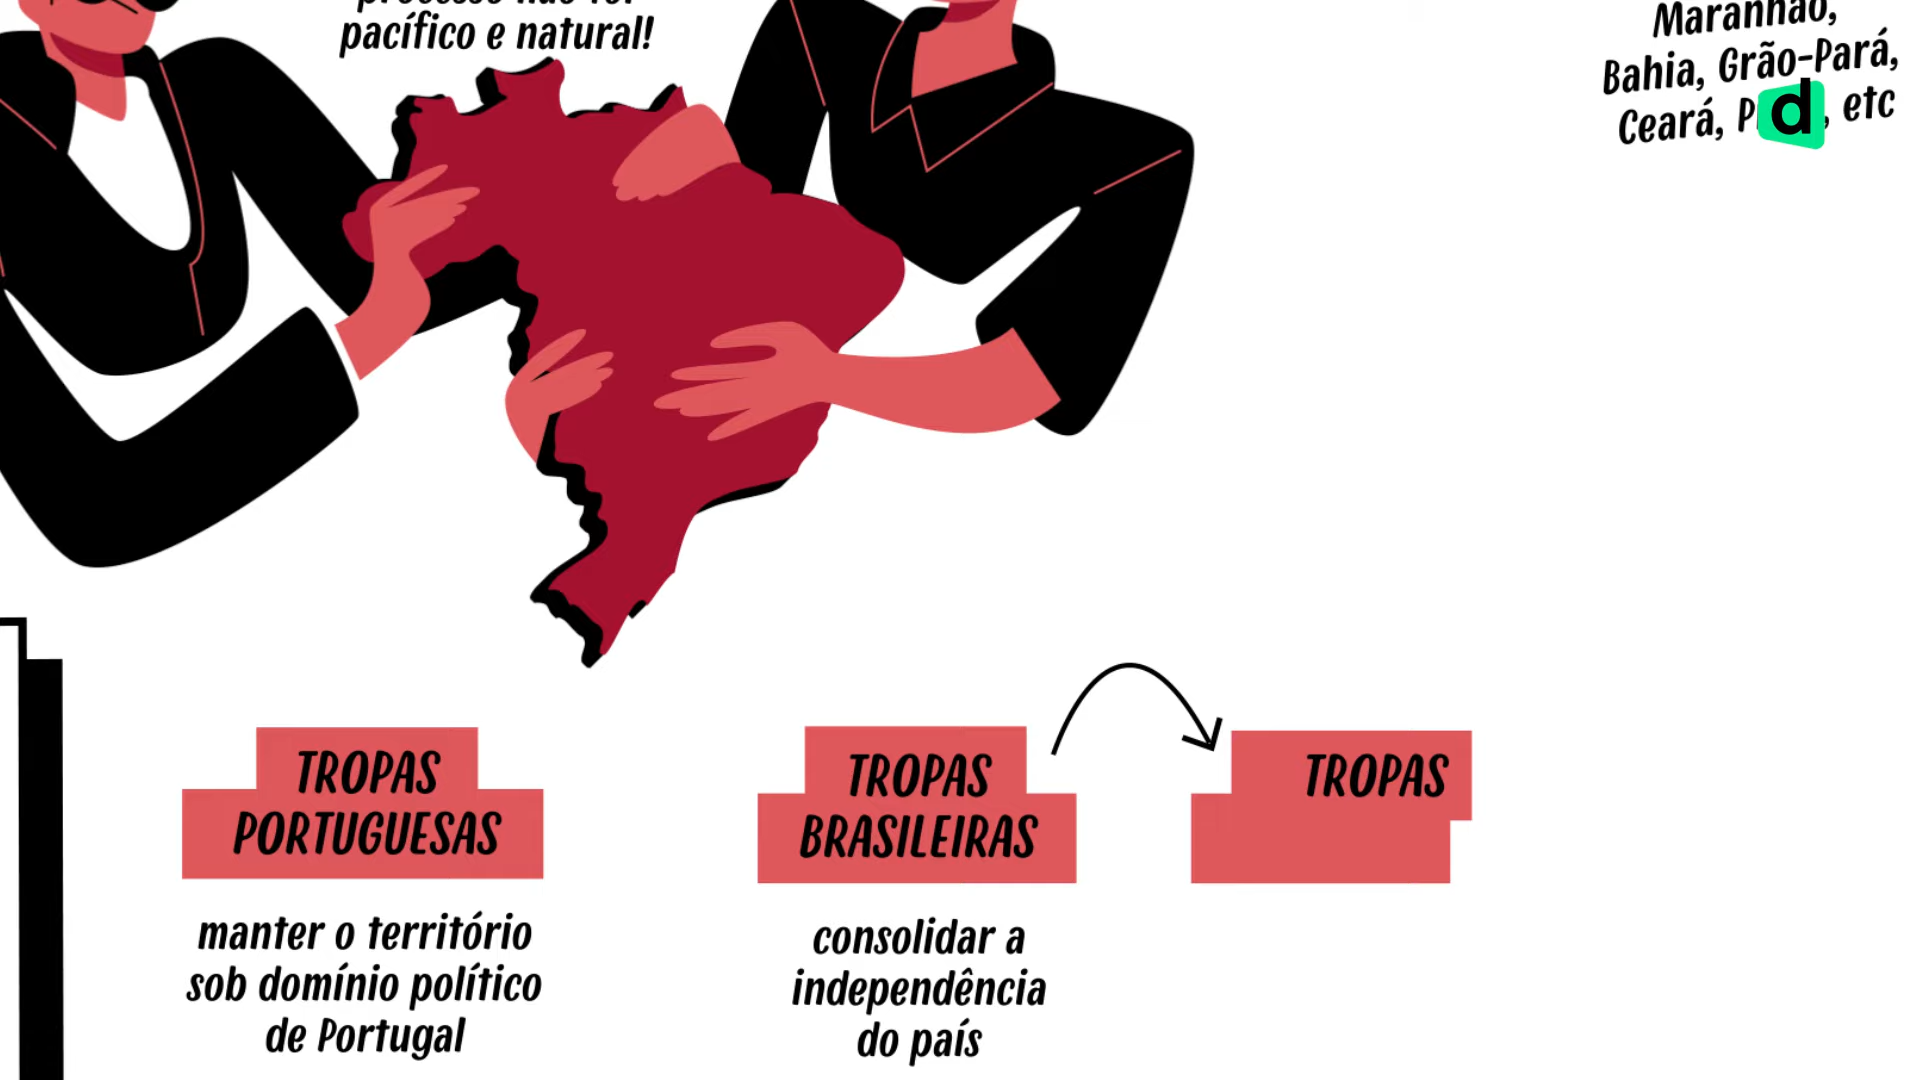 pacífico e natural!
Maranhão,
Bahia, Grão-Pará,
Ceará, etc
d
TROPAS
PORTUGUESAS
manter o território
sob domínio político
de Portugal
TROPAS
BRASILEIRAS
consolidar a
independência
do país
TROPAS